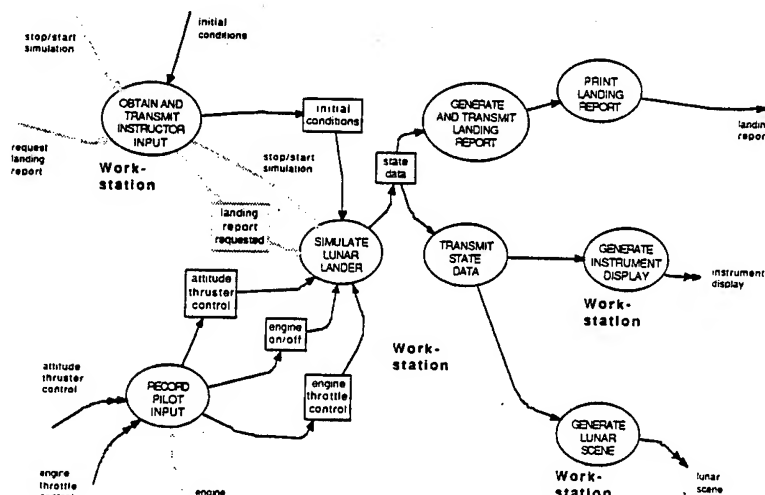 stop/start
simulation
initial
conditions
OBTAIN AND
TRANSMIT
INSTRUCTOR
INPUT
request
landing
report
Work-
station
initial
conditions
stop/start
simulation
landing
report
requested
SIMULATE
LUNAR
LANDER
state
data
GENERATE
AND TRANSMIT
LANDING
REPORT
PRINT
LANDING
REPORT
landing
report
TRANSMIT
STATE
DATA
GENERATE
INSTRUMENT
DISPLAY
instrument
display
Work-
station
attitude
thruster
control
engine
on/off
engine
throttle
control
Work-
station
attitude
thruster
control
RECORD
PILOT
INPUT
engine
throttle
engine
GENERATE
LUNAR
SCENE
Work-
station
lunar
scene